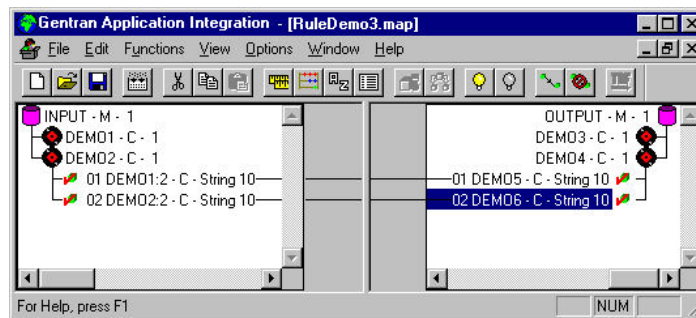 Gentran Application Integration - [RuleDemo3.map]
File Edit Functions View Options Window Help
INPUT - M - 1
DEMO1 - C - 1
DEMO2 - C - 1
01 DEMO1:2 - C - String 10
02 DEMO2:2 - C - String 10
OUTPUT - M - 1
DEMO3 - C - 1
DEMO4 - C - 1
01 DEMO5 - C - String 10
02 DEMO6 - C - String 10
For Help, press F1
NUM